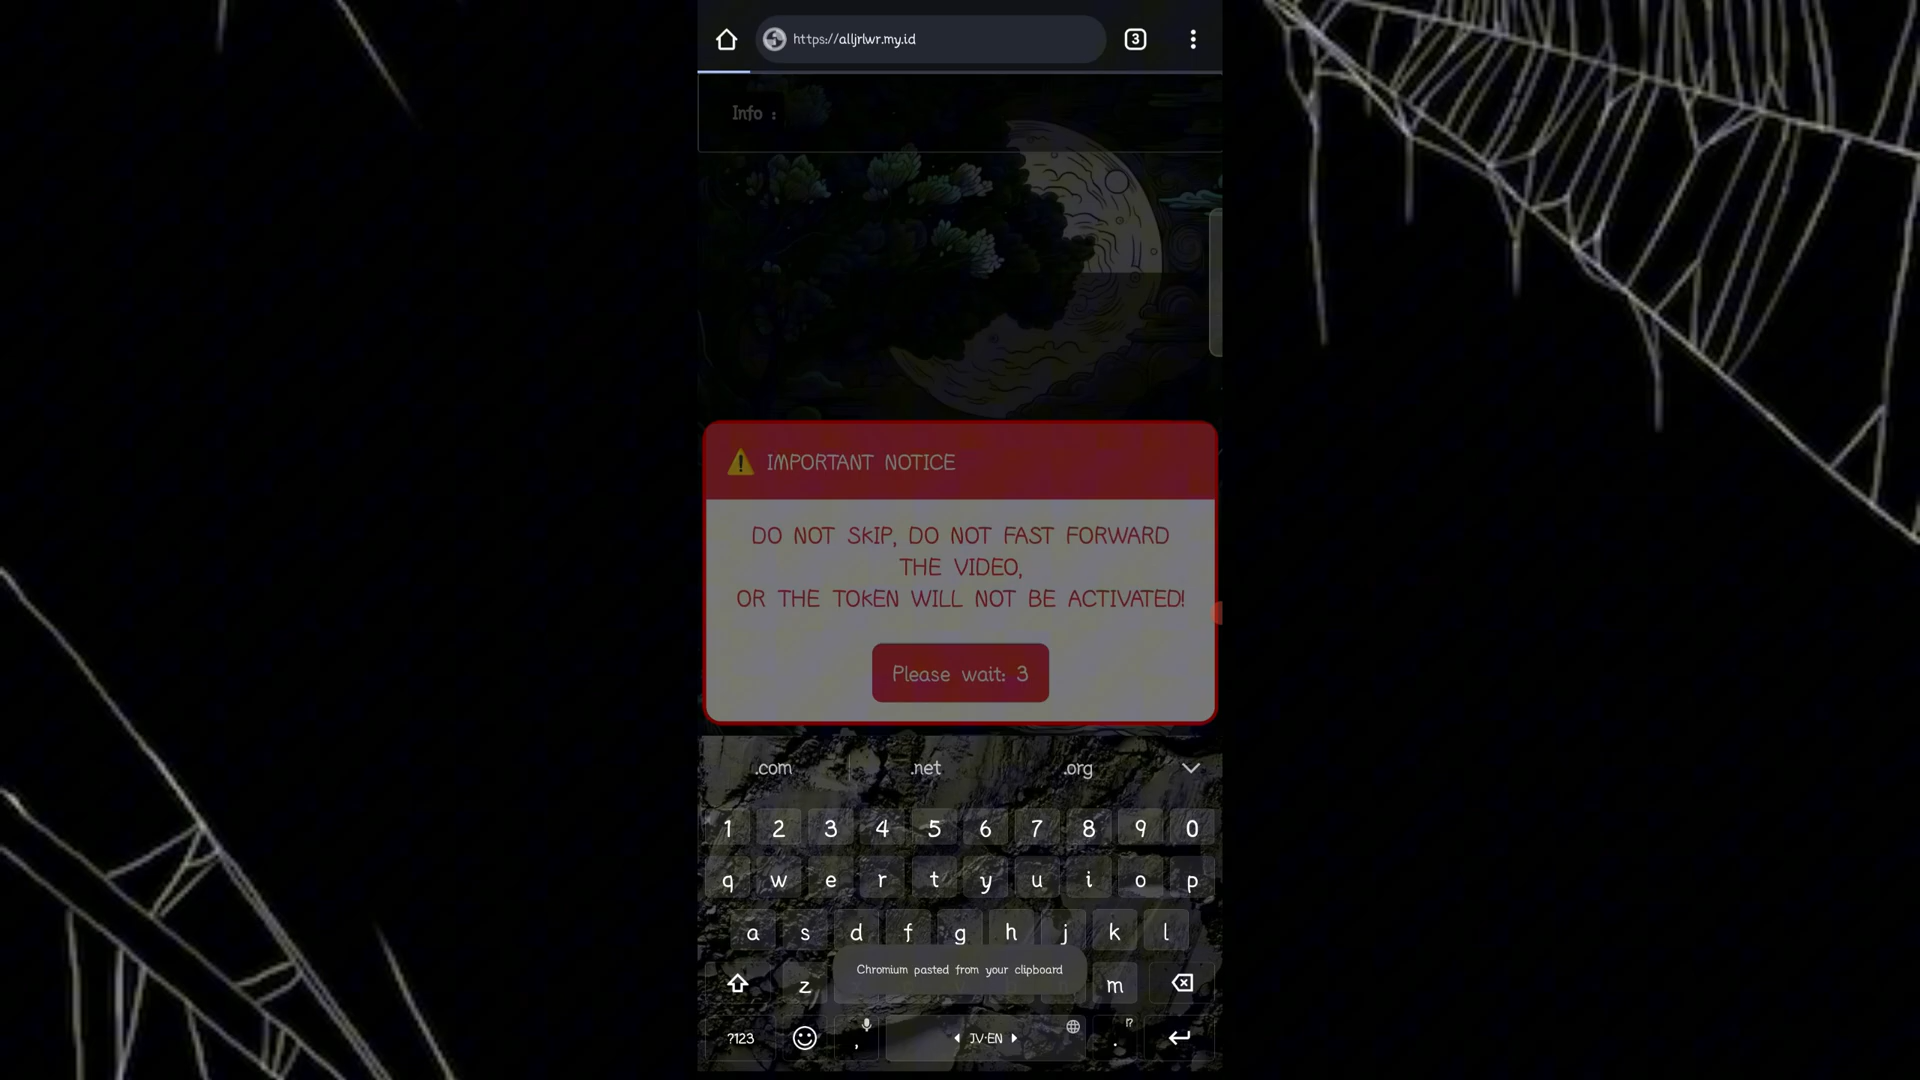 https://alljrlwr.my.id
3
Info :
IMPORTANT NOTICE
DO NOT SKIP, DO NOT FAST FORWARD
THE VIDEO,
OR THE TOKEN WILL NOT BE ACTIVATED!
Please wait: 3
.com .net .org
1 2 3 4 5 6 7 8 9 0
q w e r t y u i o p
a s d f g h j k l
Chromium pasted from your clipboard
z m
?123 , JV·EN . !?